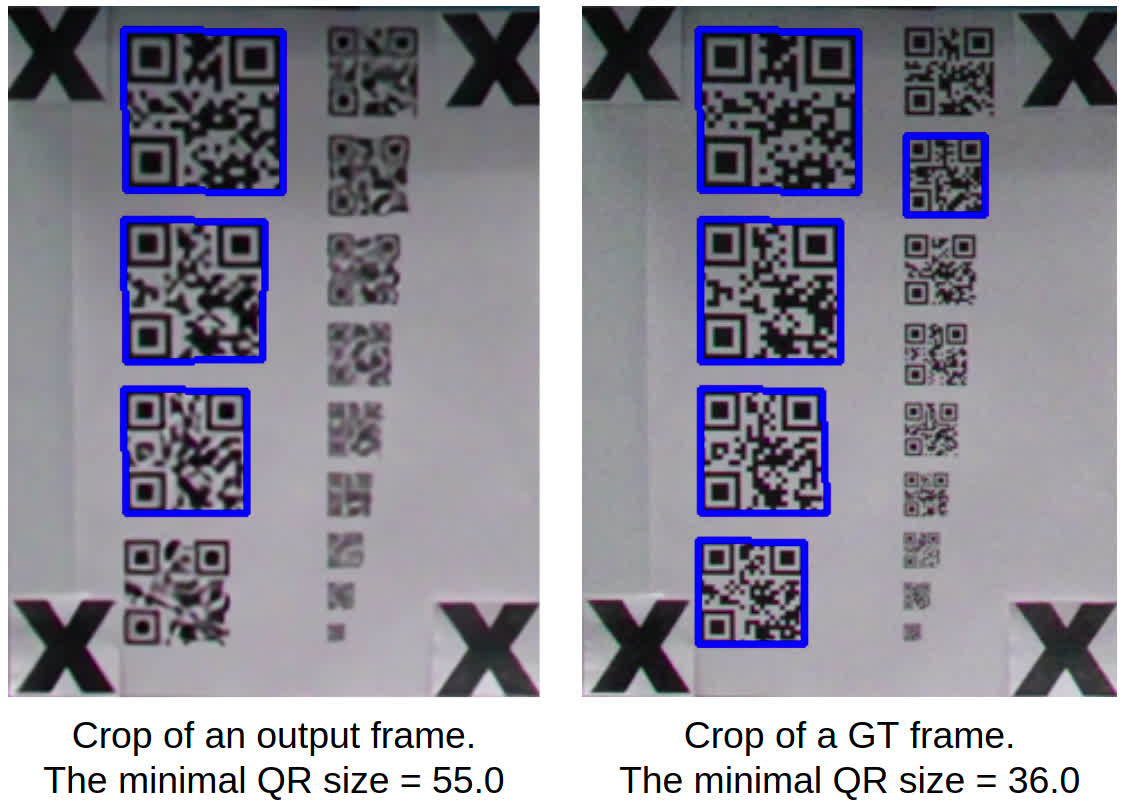 X X X X
X X X X
Crop of an output frame. Crop of a GT frame.
The minimal QR size = 55.0 The minimal QR size = 36.0